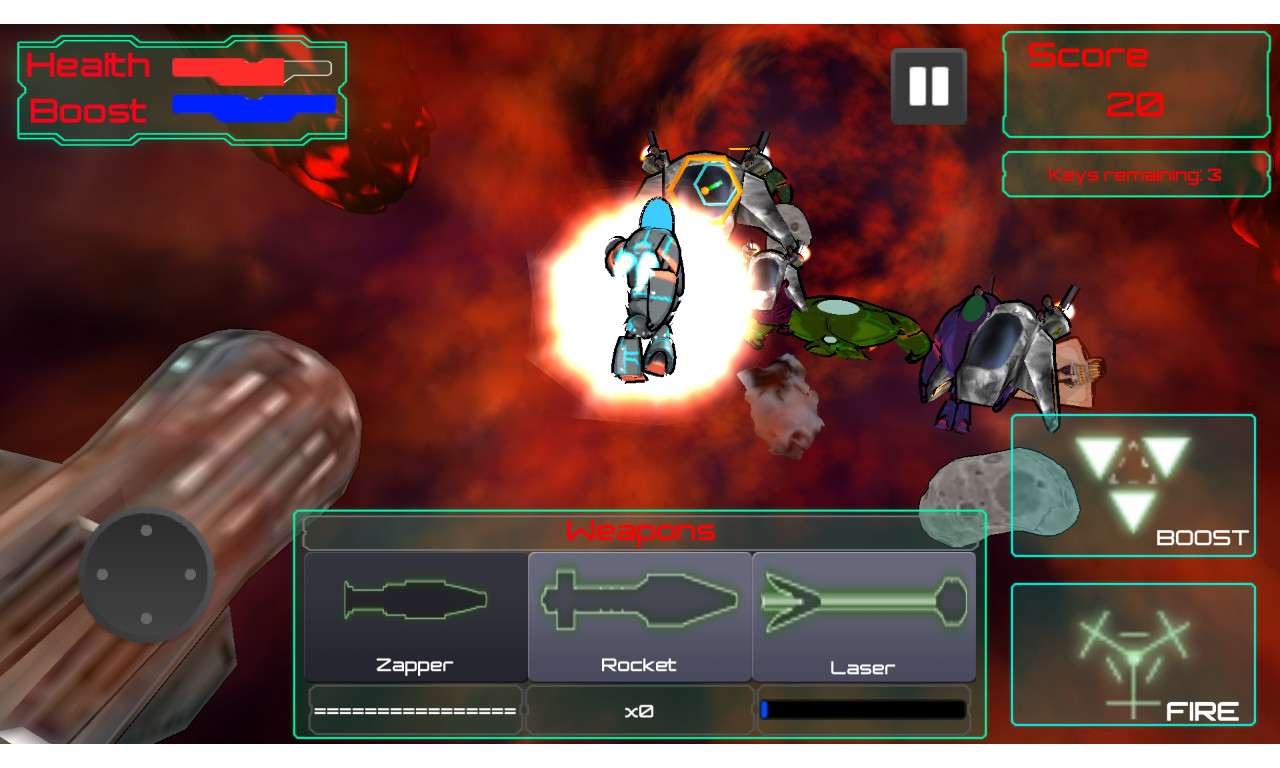 Health
Boost
Score
20
Keys remaining: 3
Weapons
Zapper
Rocket
Laser
================
x0
BOOST
FIRE